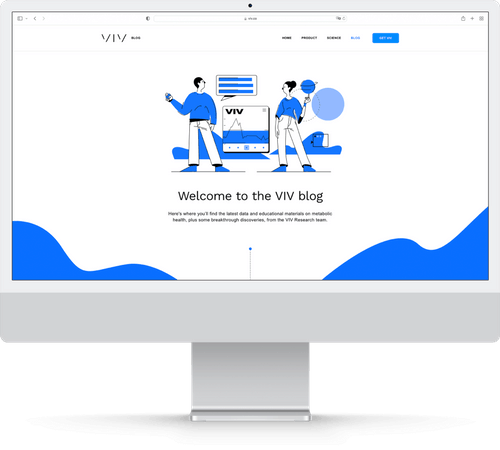 VIV BLOG
HOME PRODUCT SCIENCE BLOG GET VIV
VIV
Welcome to the VIV blog
Here's where you'll find the latest data and educational materials on metabolic
health, plus some breakthrough discoveries, from the VIV Research team.